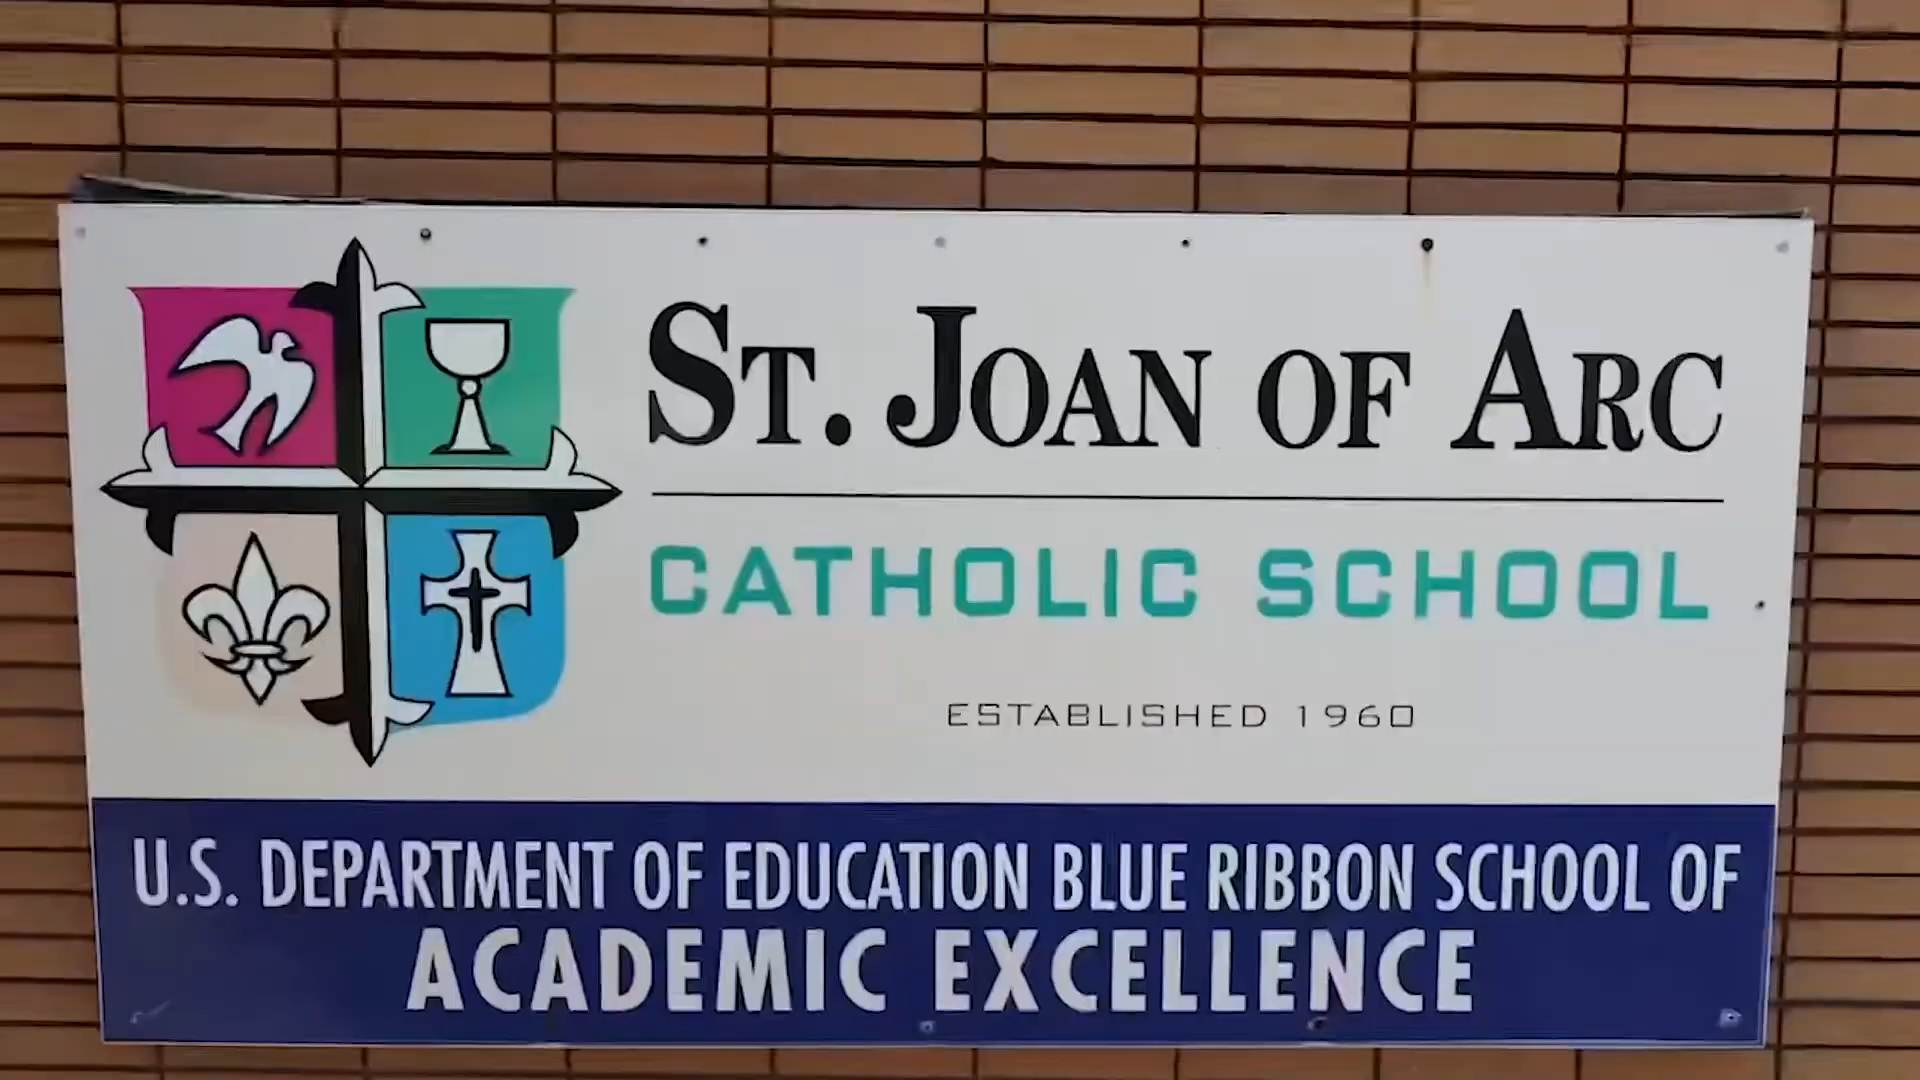 ST. JOAN OF ARC
CATHOLIC SCHOOL
ESTABLISHED 1960
U.S. DEPARTMENT OF EDUCATION BLUE RIBBON SCHOOL OF
ACADEMIC EXCELLENCE